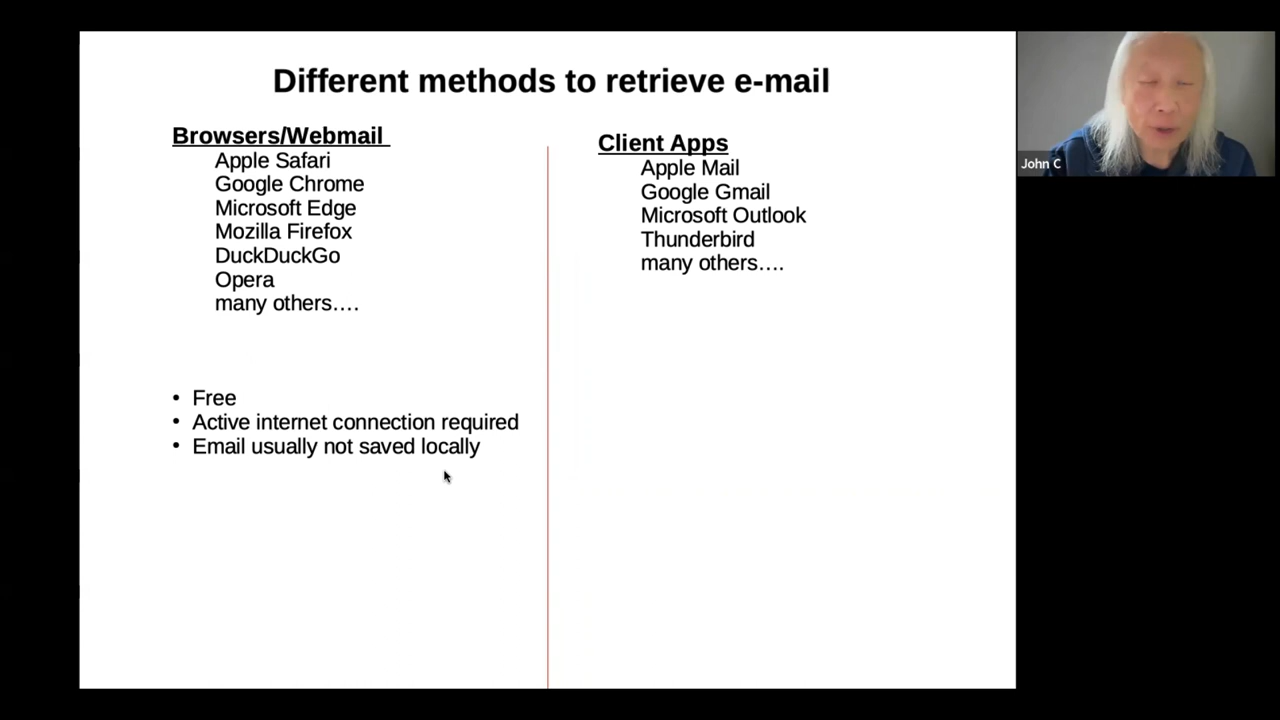 Different methods to retrieve e-mail
Browsers/Webmail
Apple Safari
Google Chrome
Microsoft Edge
Mozilla Firefox
DuckDuckGo
Opera
many others….
• Free
• Active internet connection required
• Email usually not saved locally
Client Apps
Apple Mail
Google Gmail
Microsoft Outlook
Thunderbird
many others….
John C